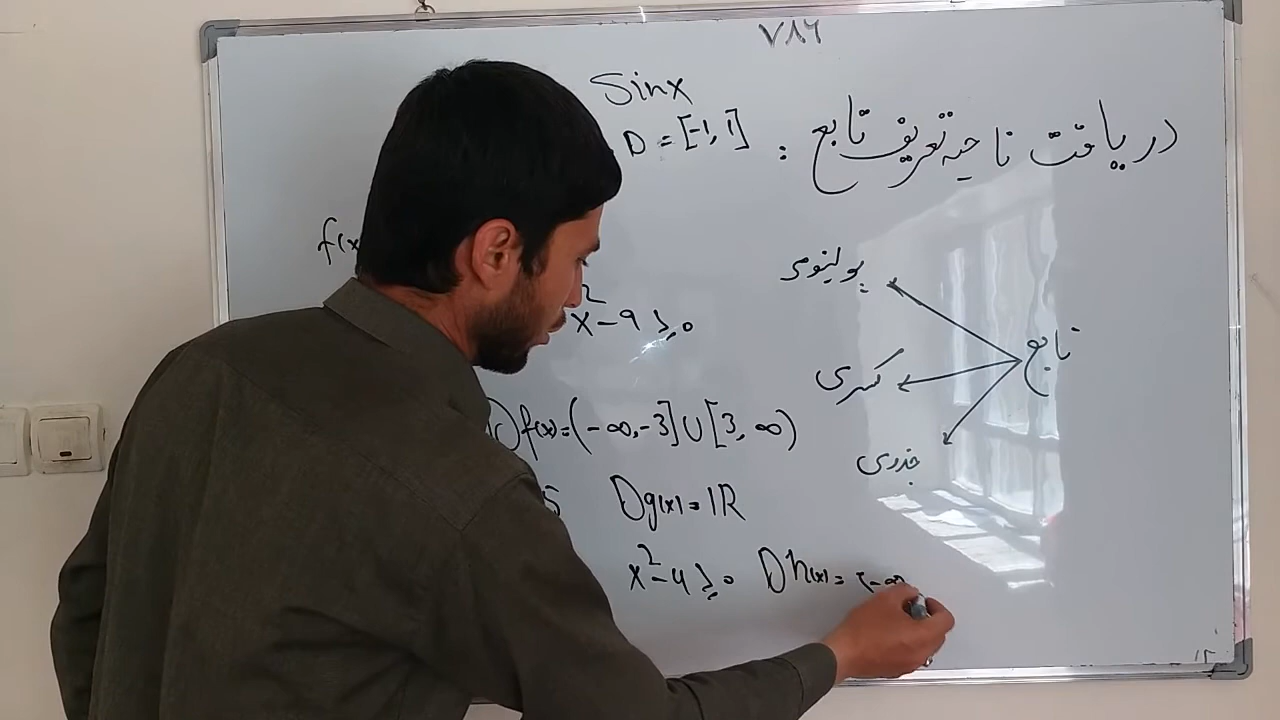 ۷۸۶
Sinx
D = [-1, 1]
دریافت ناحیه تعریف تابع :
f(x
x² - 9 ≥ 0
Df(x) = (-∞, -3] ∪ [3, ∞)
5 Dg(x) = IR
x² - 4 ≥ 0 Dh(x) = (-∞
تابع
پولینومی
کسری
جذری